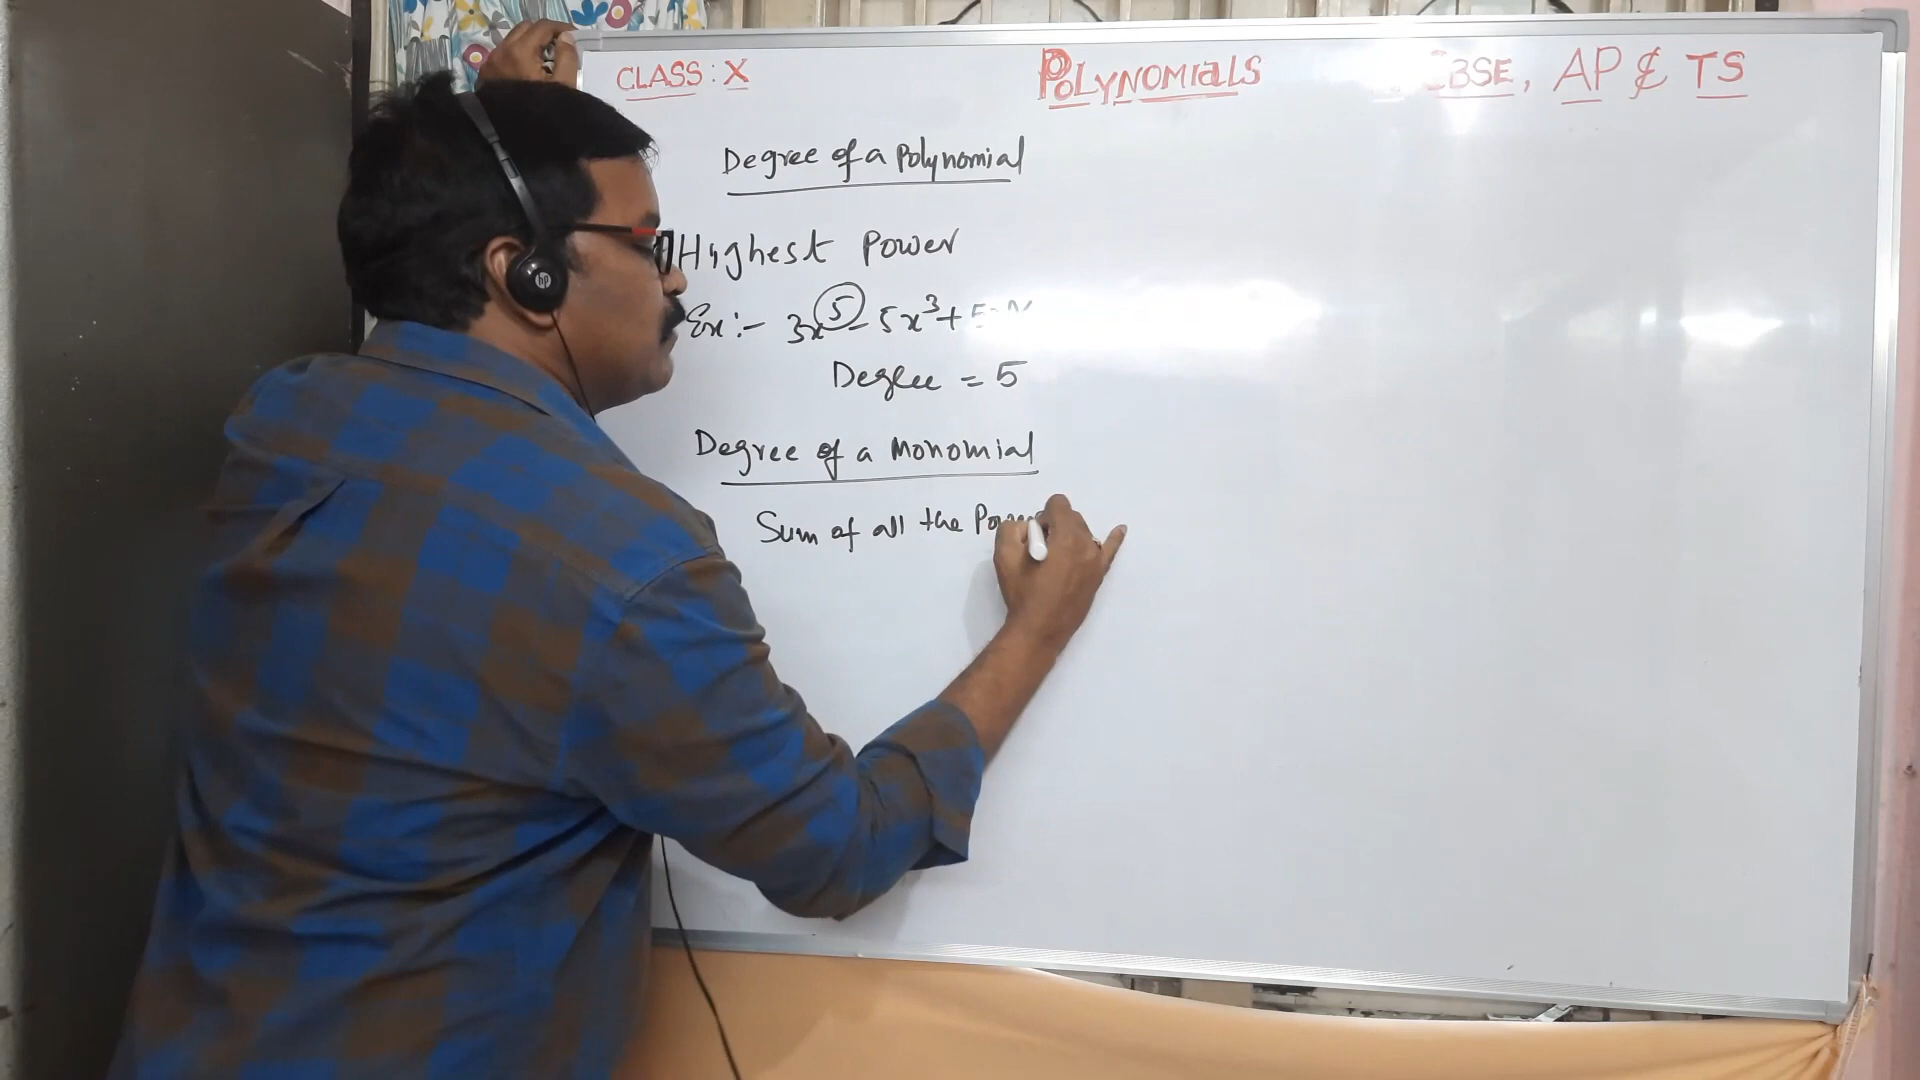 CLASS: X
POLYNOMIALS
CBSE, AP & TS
Degree of a Polynomial
Highest Power
Ex:- 3x⁵ - 5x³ +
Degree = 5
Degree of a Monomial
Sum of all the
hp